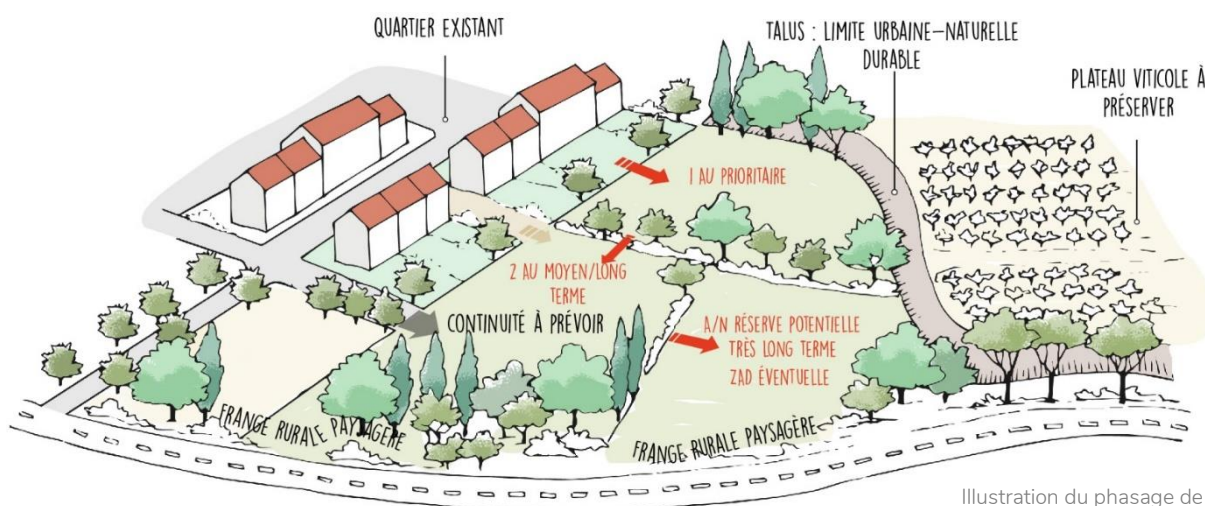 QUARTIER EXISTANT
TALUS : LIMITE URBAINE-NATURELLE
DURABLE
PLATEAU VITICOLE À
PRÉSERVER
1 AU PRIORITAIRE
2 AU MOYEN/LONG
TERME
CONTINUITÉ À PRÉVOIR
A/N RÉSERVE POTENTIELLE
TRÈS LONG TERME
ZAD ÉVENTUELLE
FRANGE RURALE PAYSAGÈRE
FRANGE RURALE PAYSAGÈRE
Illustration du phasage de